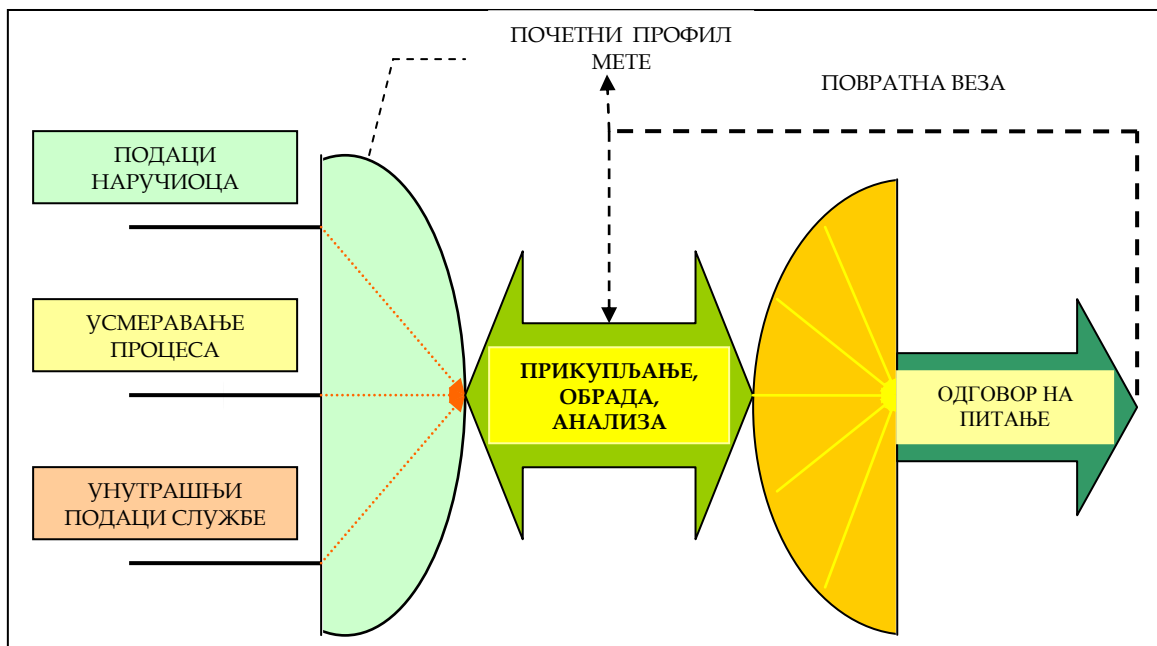 ПОЧЕТНИ ПРОФИЛ
МЕТЕ
ПОВРАТНА ВЕЗА
ПОДАЦИ
НАРУЧИОЦА
УСМЕРАВАЊЕ
ПРОЦЕСА
УНУТРАШЊИ
ПОДАЦИ СЛУЖБЕ
ПРИКУПЉАЊЕ,
ОБРАДА,
АНАЛИЗА
ОДГОВОР НА
ПИТАЊЕ